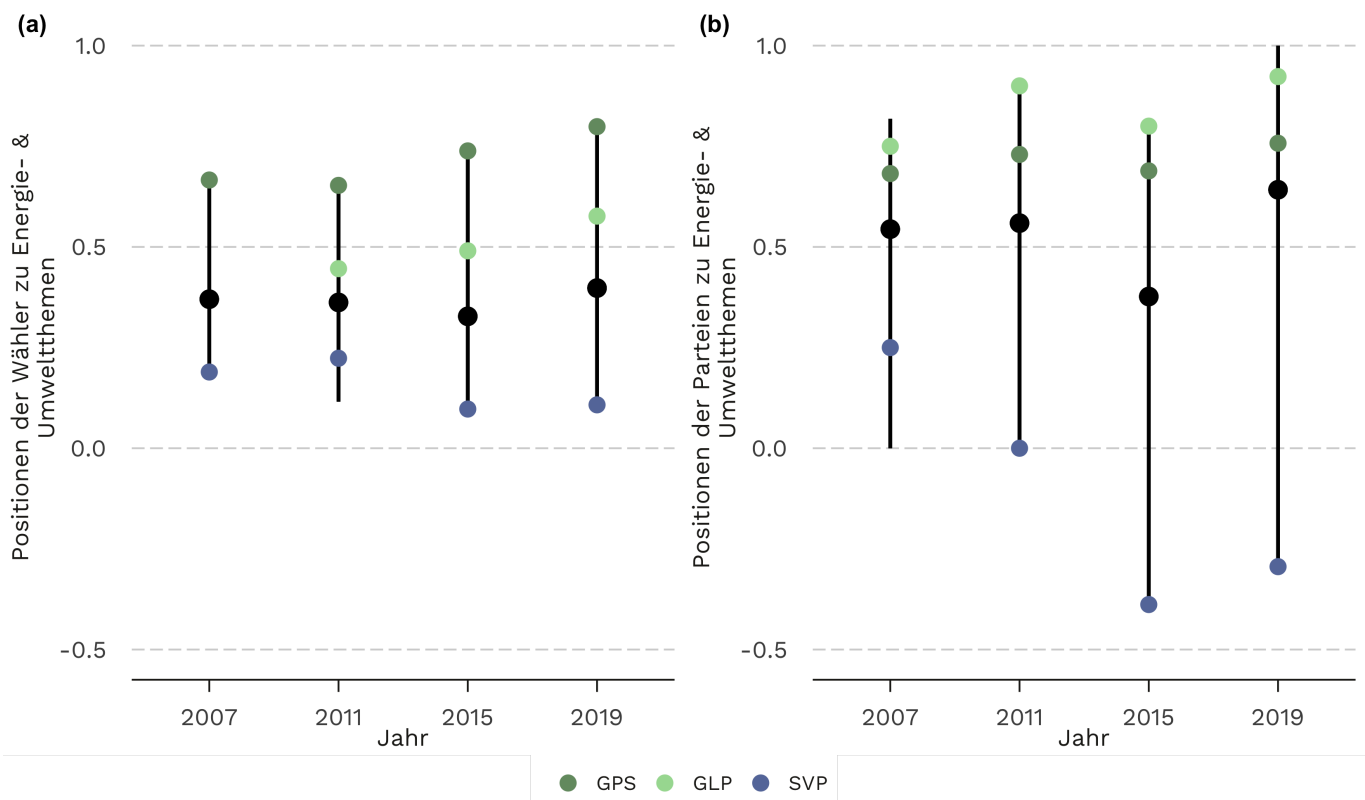 (a)
Positionen der Wähler zu Energie- &
Umweltthemen
1.0
0.5
0.0
-0.5
2007 2011 2015 2019
Jahr
(b)
Positionen der Parteien zu Energie- &
Umweltthemen
1.0
0.5
0.0
-0.5
2007 2011 2015 2019
Jahr
GPS GLP SVP